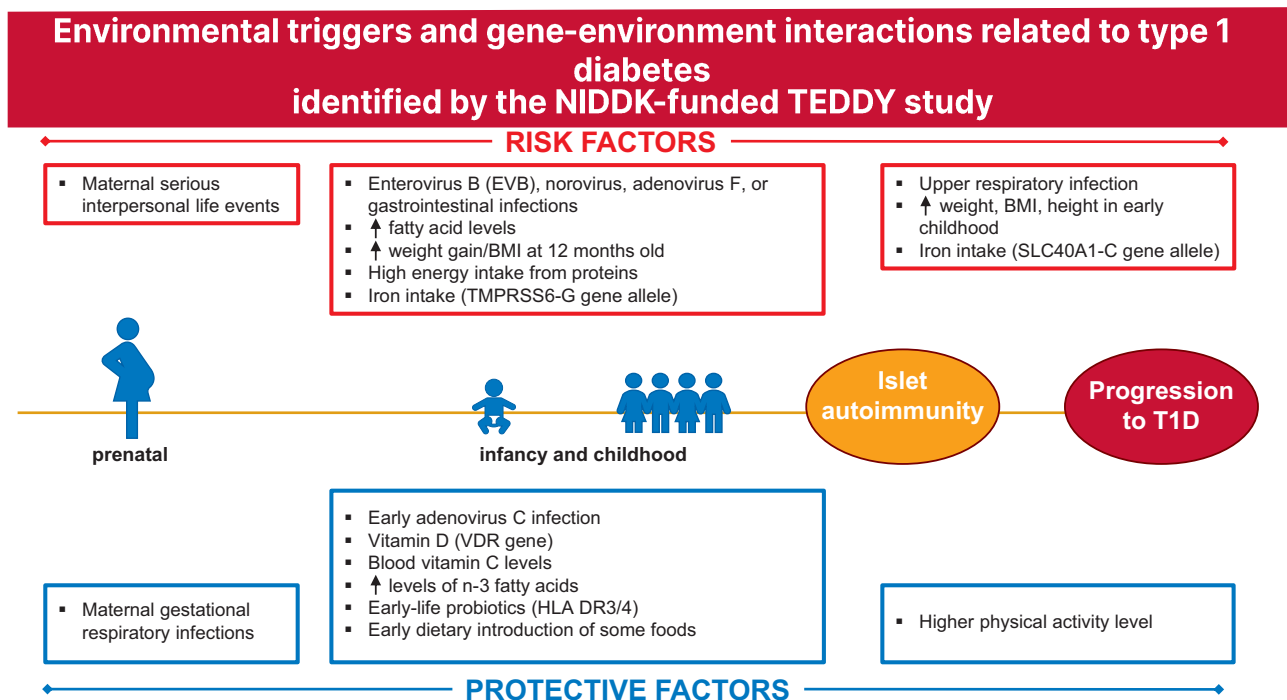 Environmental triggers and gene-environment interactions related to type 1
diabetes
identified by the NIDDK-funded TEDDY study
RISK FACTORS
▪ Maternal serious
interpersonal life events
▪ Enterovirus B (EVB), norovirus, adenovirus F, or
gastrointestinal infections
▪ ↑ fatty acid levels
▪ ↑ weight gain/BMI at 12 months old
▪ High energy intake from proteins
▪ Iron intake (TMPRSS6-G gene allele)
▪ Upper respiratory infection
▪ ↑ weight, BMI, height in early
childhood
▪ Iron intake (SLC40A1-C gene allele)
prenatal
infancy and childhood
Islet
autoimmunity
Progression
to T1D
▪ Maternal gestational
respiratory infections
▪ Early adenovirus C infection
▪ Vitamin D (VDR gene)
▪ Blood vitamin C levels
▪ ↑ levels of n-3 fatty acids
▪ Early-life probiotics (HLA DR3/4)
▪ Early dietary introduction of some foods
▪ Higher physical activity level
PROTECTIVE FACTORS